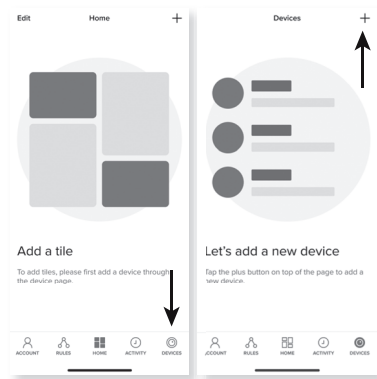 Edit Home +
Add a tile
To add tiles, please first add a device through
the device page.
ACCOUNT RULES HOME ACTIVITY DEVICES
Devices +
Let's add a new device
Tap the plus button on top of the page to add a
new device.
ACCOUNT RULES HOME ACTIVITY DEVICES